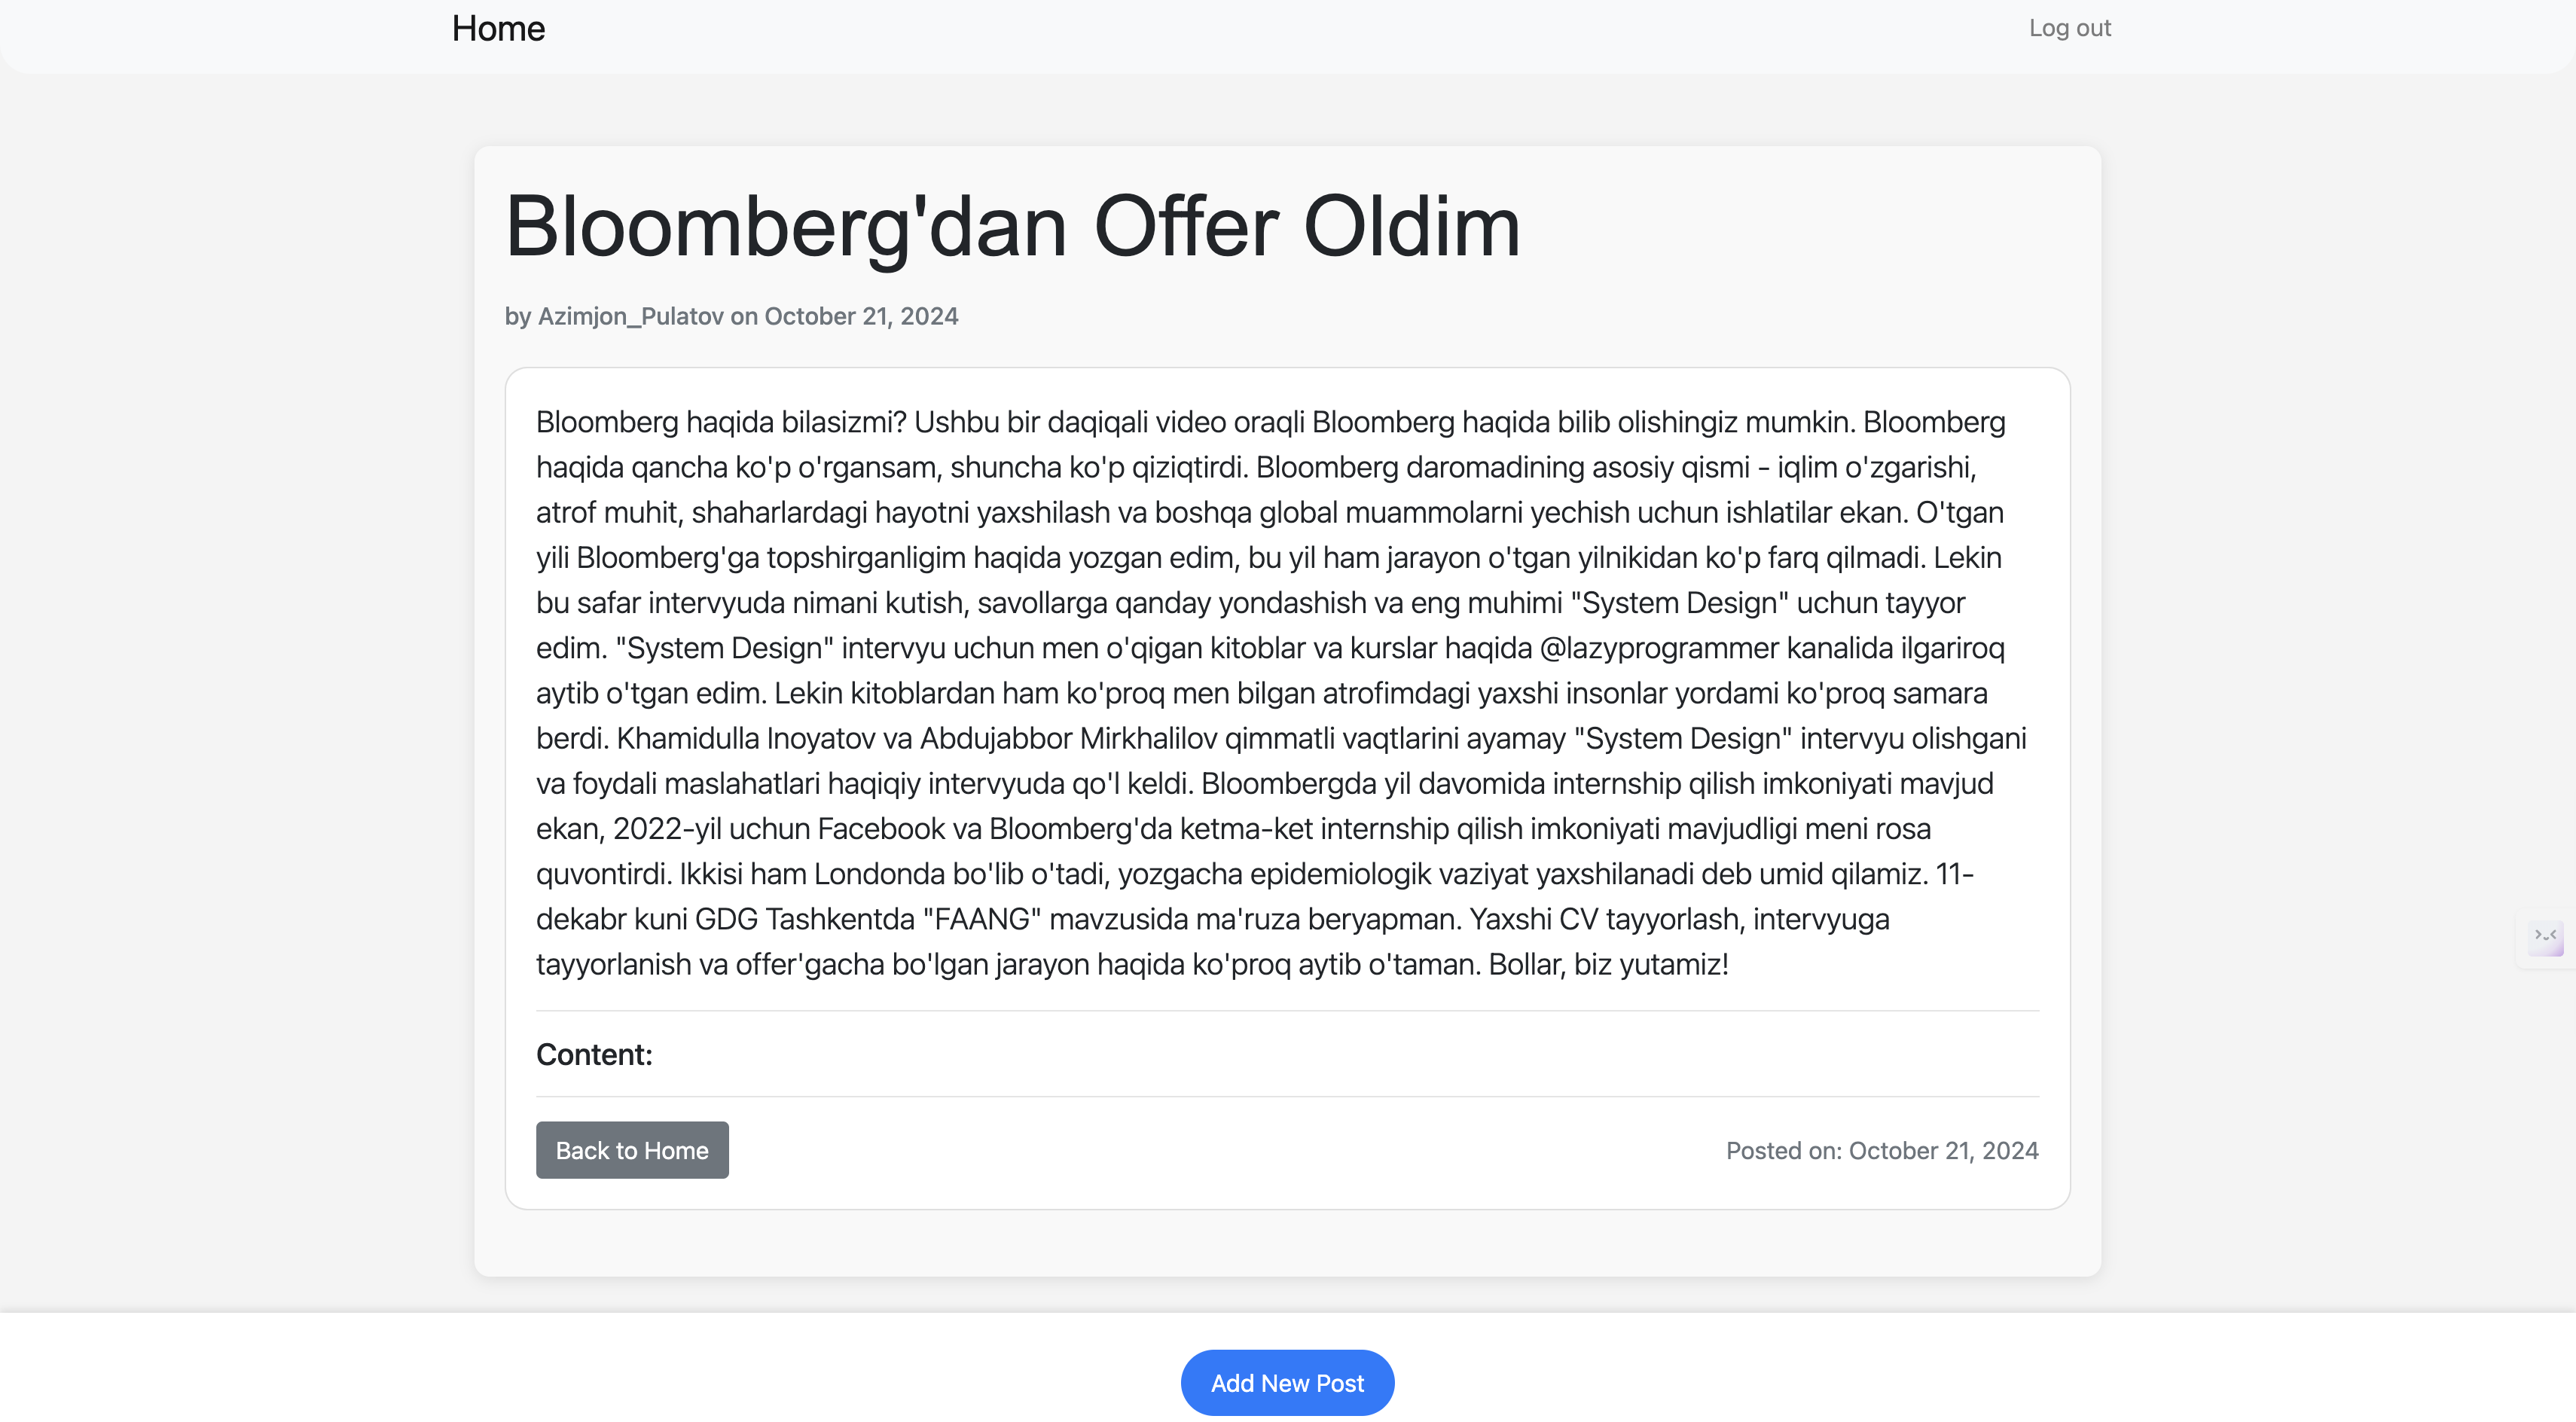 Home
Log out
Bloomberg'dan Offer Oldim
by Azimjon_Pulatov on October 21, 2024
Bloomberg haqida bilasizmi? Ushbu bir daqiqali video oraqli Bloomberg haqida bilib olishingiz mumkin. Bloomberg
haqida qancha ko'p o'rgansam, shuncha ko'p qiziqtirdi. Bloomberg daromadining asosiy qismi - iqlim o'zgarishi,
atrof muhit, shaharlardagi hayotni yaxshilash va boshqa global muammolarni yechish uchun ishlatilar ekan. O'tgan
yili Bloomberg'ga topshirganligim haqida yozgan edim, bu yil ham jarayon o'tgan yilnikidan ko'p farq qilmadi. Lekin
bu safar intervyuda nimani kutish, savollarga qanday yondashish va eng muhimi "System Design" uchun tayyor
edim. "System Design" intervyu uchun men o'qigan kitoblar va kurslar haqida @lazyprogrammer kanalida ilgariroq
aytib o'tgan edim. Lekin kitoblardan ham ko'proq men bilgan atrofimdagi yaxshi insonlar yordami ko'proq samara
berdi. Khamidulla Inoyatov va Abdujabbor Mirkhalilov qimmatli vaqtlarini ayamay "System Design" intervyu olishgani
va foydali maslahatlari haqiqiy intervyuda qo'l keldi. Bloombergda yil davomida internship qilish imkoniyati mavjud
ekan, 2022-yil uchun Facebook va Bloomberg'da ketma-ket internship qilish imkoniyati mavjudligi meni rosa
quvontirdi. Ikkisi ham Londonda bo'lib o'tadi, yozgacha epidemiologik vaziyat yaxshilanadi deb umid qilamiz. 11-
dekabr kuni GDG Tashkentda "FAANG" mavzusida ma'ruza beryapman. Yaxshi CV tayyorlash, intervyuga
tayyorlanish va offer'gacha bo'lgan jarayon haqida ko'proq aytib o'taman. Bollar, biz yutamiz!
Content:
Back to Home
Posted on: October 21, 2024
Add New Post